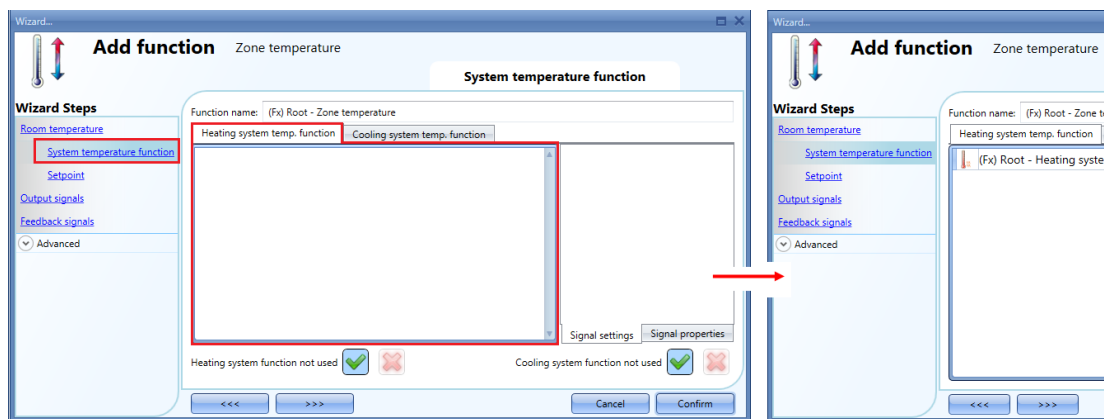 Wizard...
Add function Zone temperature
System temperature function
Wizard Steps
Room temperature
System temperature function
Setpoint
Output signals
Feedback signals
Advanced
Function name: (Fx) Root - Zone temperature
Heating system temp. function Cooling system temp. function
Signal settings Signal properties
Heating system function not used Cooling system function not used
<<< >>> Cancel Confirm
Wizard...
Add function Zone temperature
Wizard Steps
Room temperature
System temperature function
Setpoint
Output signals
Feedback signals
Advanced
Function name: (Fx) Root - Zone te
Heating system temp. function
(Fx) Root - Heating syste
<<< >>>